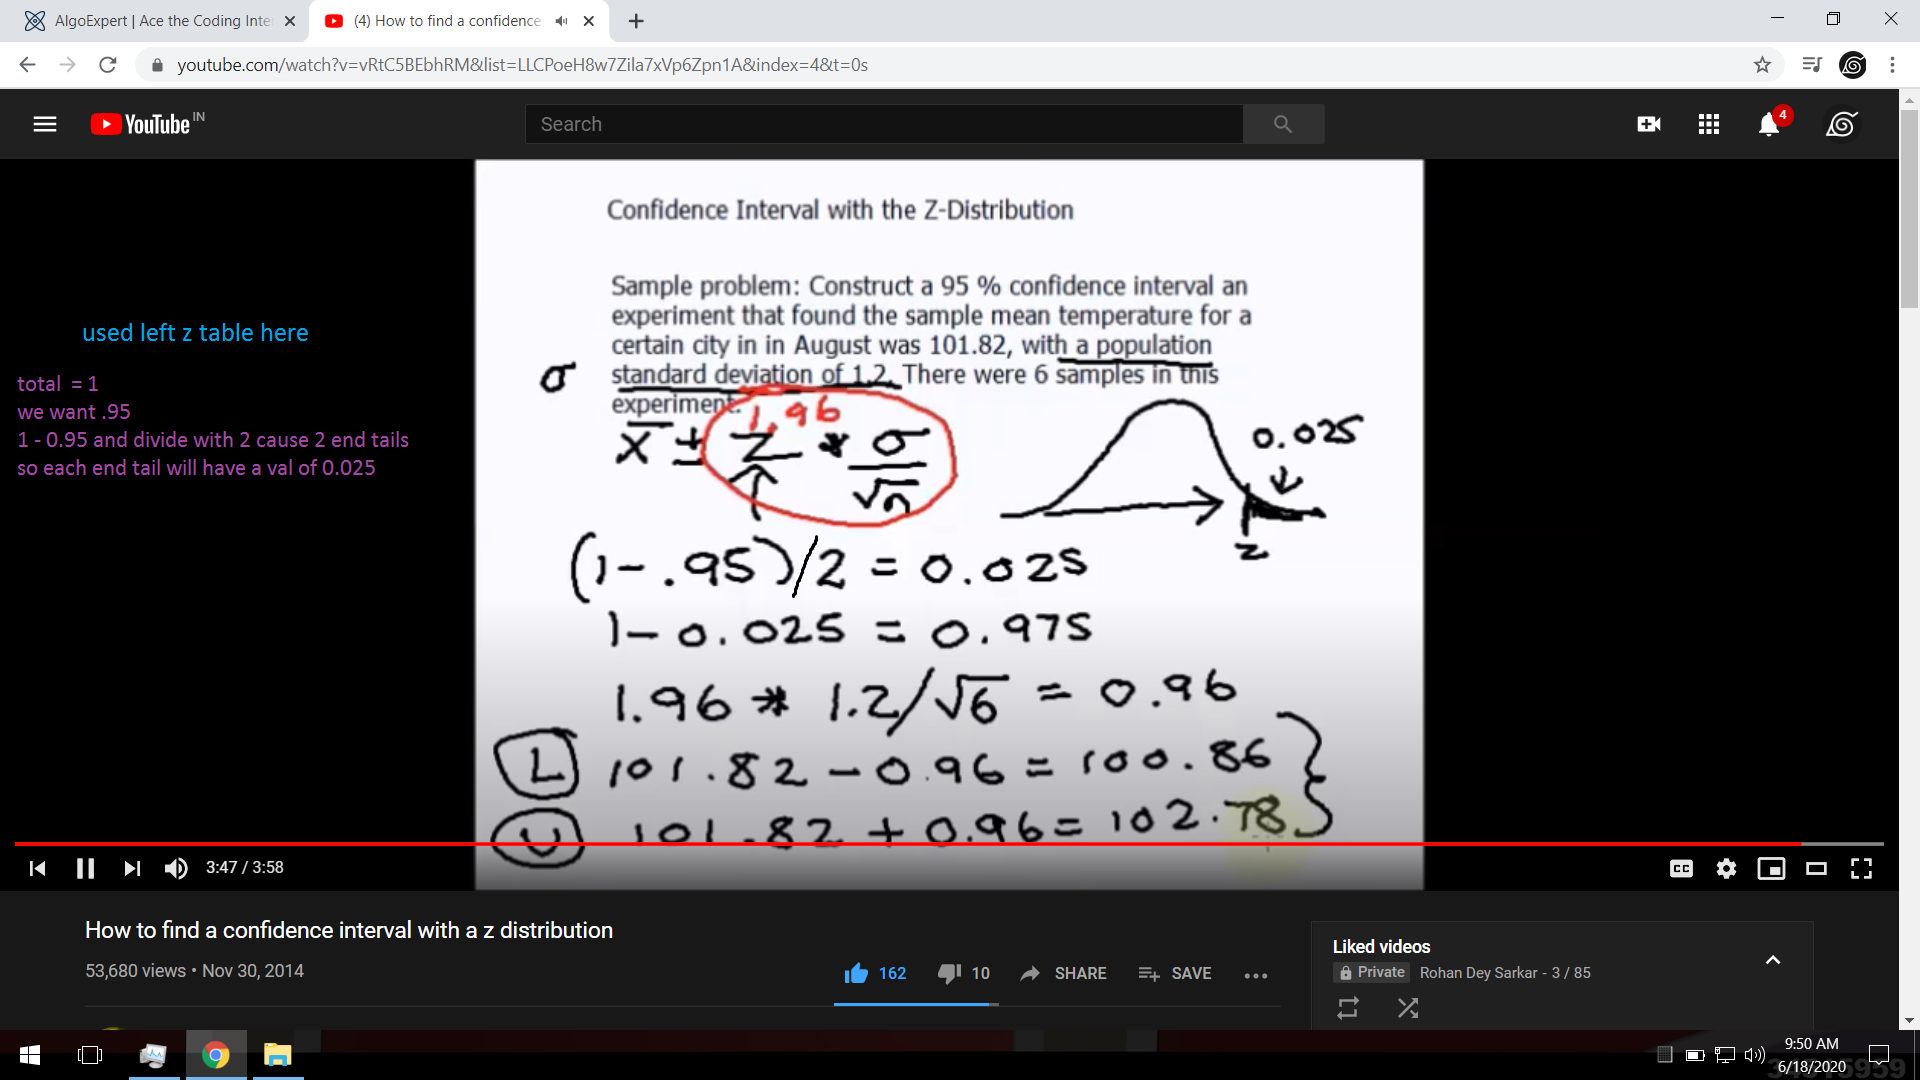 AlgoExpert | Ace the Coding Inte
(4) How to find a confidence
youtube.com/watch?v=vRtC5BEbhRM&list=LLCPoeH8w7Zila7xVp6Zpn1A&index=4&t=0s
YouTube IN
Search
4
Confidence Interval with the Z-Distribution
Sample problem: Construct a 95 % confidence interval an
experiment that found the sample mean temperature for a
certain city in in August was 101.82, with a population
σ standard deviation of 1.2. There were 6 samples in this
experiment.
used left z table here
total = 1
we want .95
1 - 0.95 and divide with 2 cause 2 end tails
so each end tail will have a val of 0.025
1.96
x̄ ± z * σ/√n
0.025
z
(1 - .95)/2 = 0.025
1 - 0.025 = 0.975
1.96 * 1.2/√6 = 0.96
L 101.82 - 0.96 = 100.86
U 101.82 + 0.96 = 102.78
3:47 / 3:58
CC
How to find a confidence interval with a z distribution
53,680 views • Nov 30, 2014
162
10
SHARE
SAVE
Liked videos
Private Rohan Dey Sarkar - 3 / 85
9:50 AM
6/18/2020